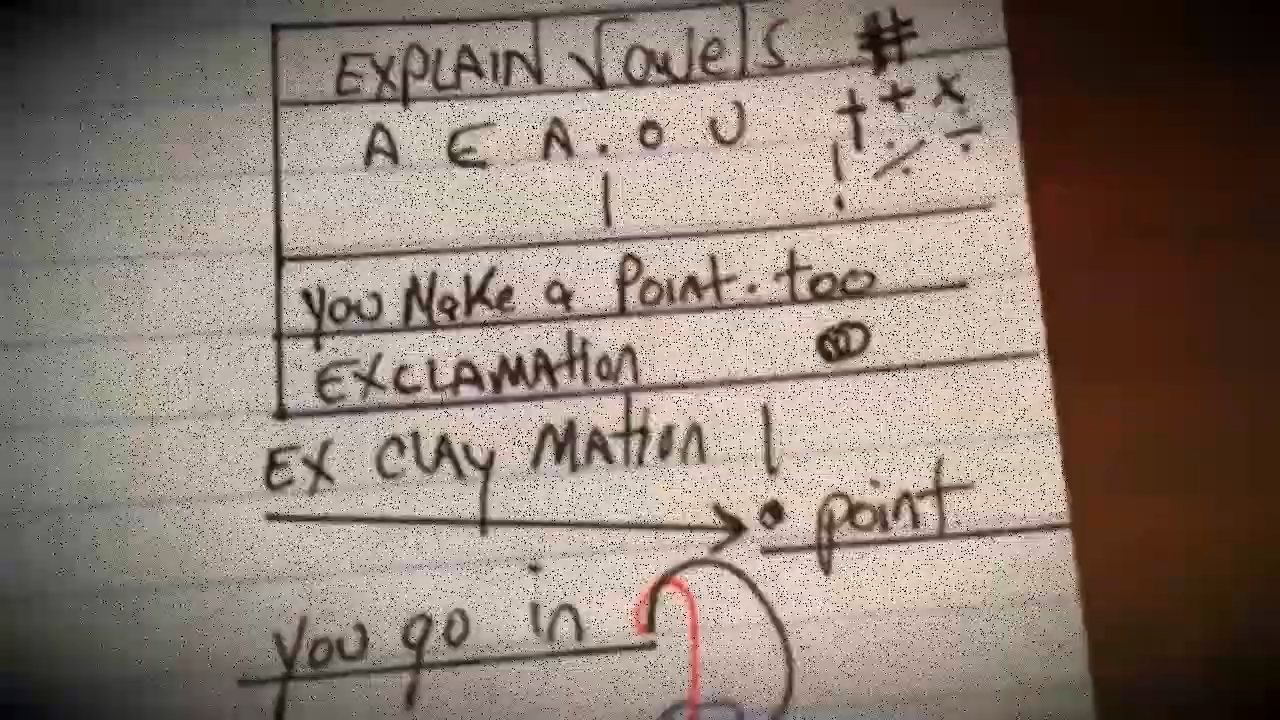 EXPLAIN Vowels #
A E A . O U † + x
| ! ⁒ ÷
you Make a Point. too
EXCLAMAtion
EX CLAy MAtion !
point
you go in